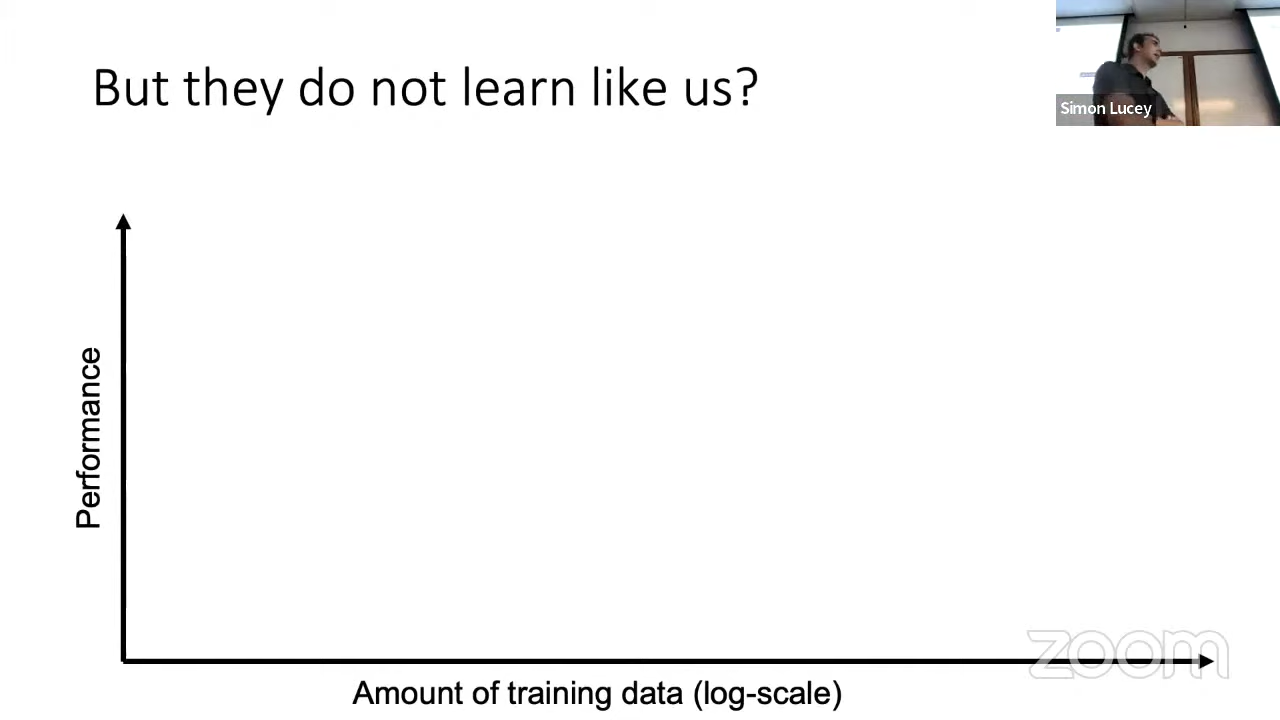 But they do not learn like us?
Simon Lucey
Performance
Amount of training data (log-scale)
zoom